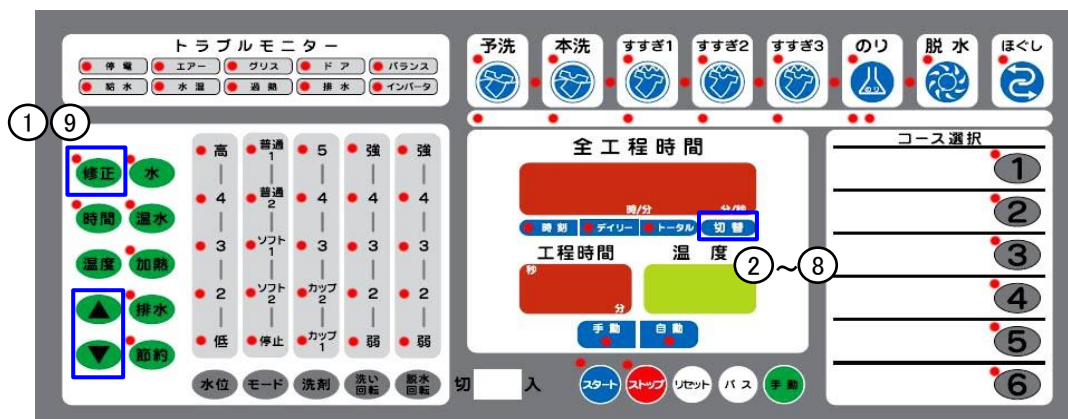 トラブルモニター
停電 エアー グリス ドア バランス
給水 水温 過熱 排水 インバータ
予洗 本洗 すすぎ1 すすぎ2 すすぎ3 のり 脱水 ほぐし
① ⑨
修正 水
時間 温水
温度 加熱
▲ 排水
▼ 節約
高 普通1 5 強 強
4 普通2 4 4 4
3 ソフト1 3 3 3
2 ソフト2 カップ2 2 2
低 停止 カップ1 弱 弱
水位 モード 洗剤 洗い回転 脱水回転
全工程時間
時/分 分/秒
時刻 デイリー トータル 切替
工程時間 温度
②~⑧
秒
分
手動 自動
切 入 スタート ストップ リセット パス 手動
コース選択
1
2
3
4
5
6